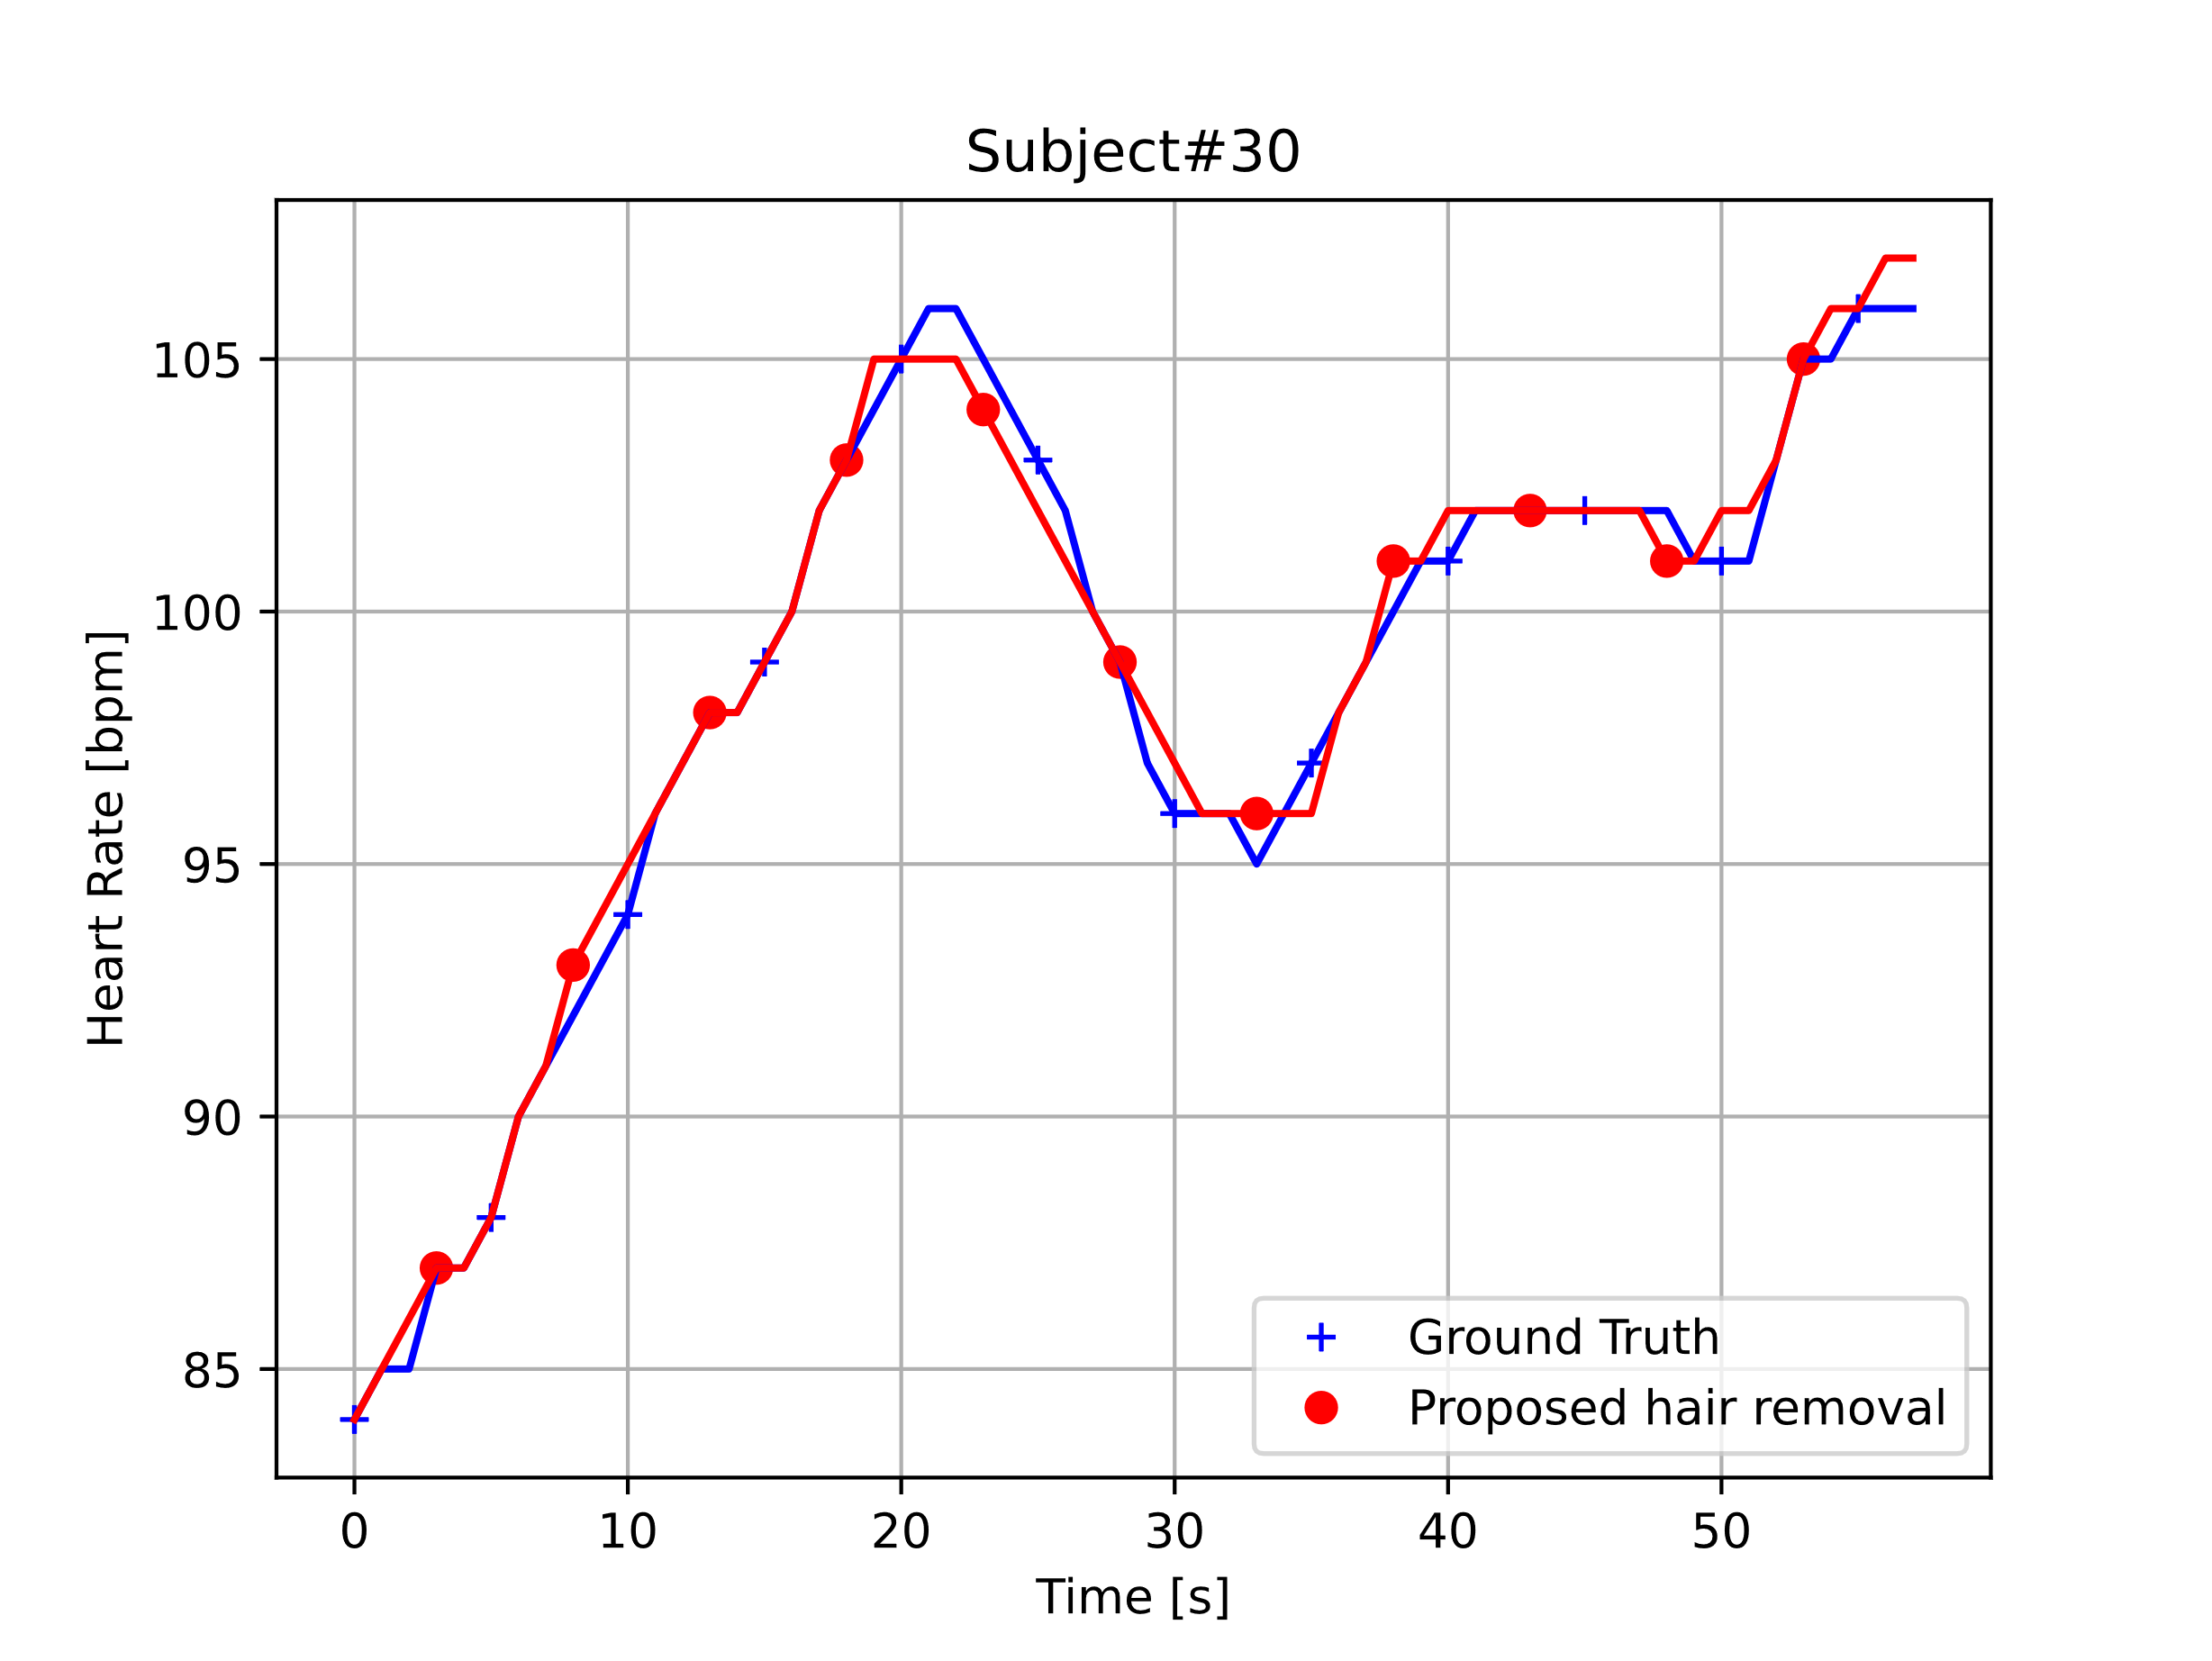 Subject#30
Heart Rate [bpm]
105
100
95
90
85
Ground Truth
Proposed hair removal
0 10 20 30 40 50
Time [s]